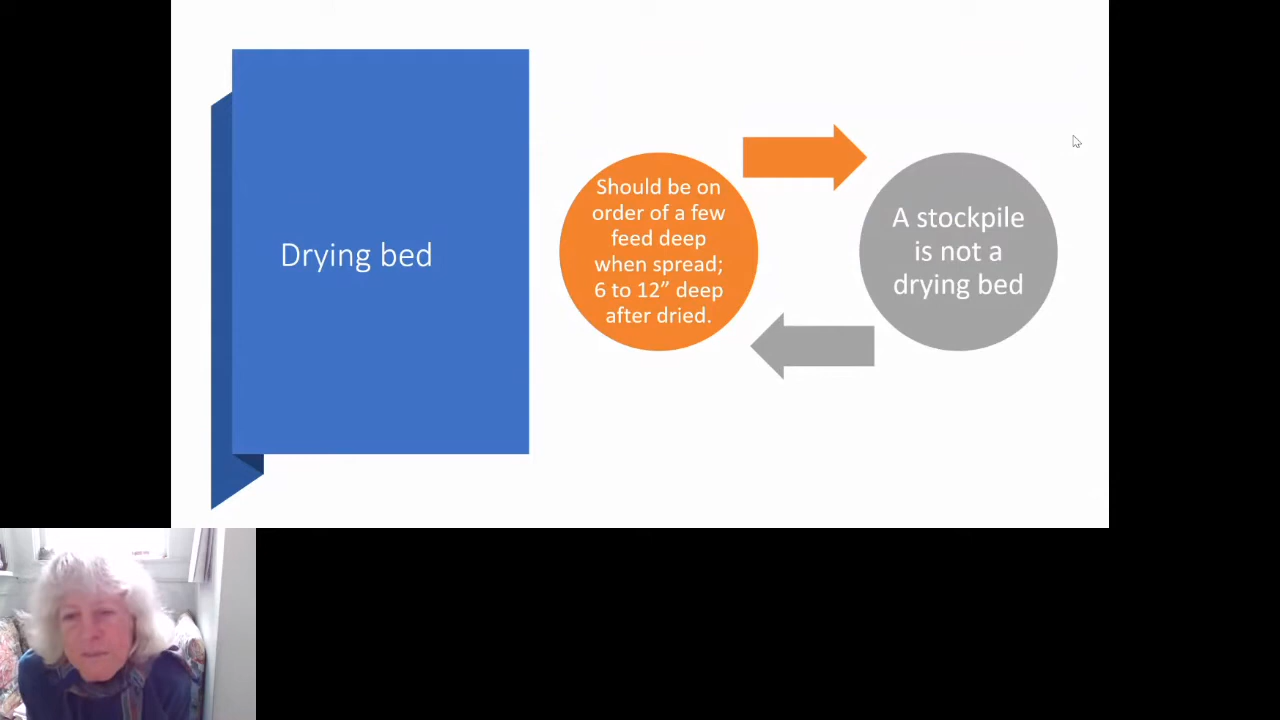 Drying bed
Should be on
order of a few
feed deep
when spread;
6 to 12” deep
after dried.
A stockpile
is not a
drying bed